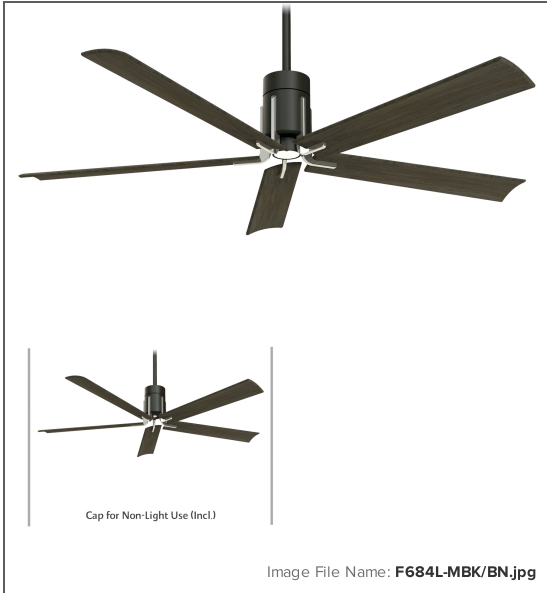 Cap for Non-Light Use (Incl.)
Image File Name: F684L-MBK/BN.jpg